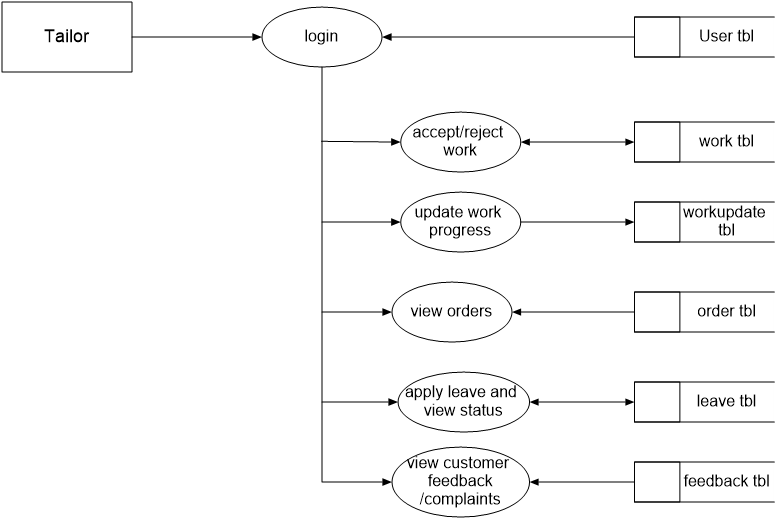 Tailor
login
User tbl
accept/reject
work
work tbl
update work
progress
workupdate
tbl
view orders
order tbl
apply leave and
view status
leave tbl
view customer
feedback
/complaints
feedback tbl